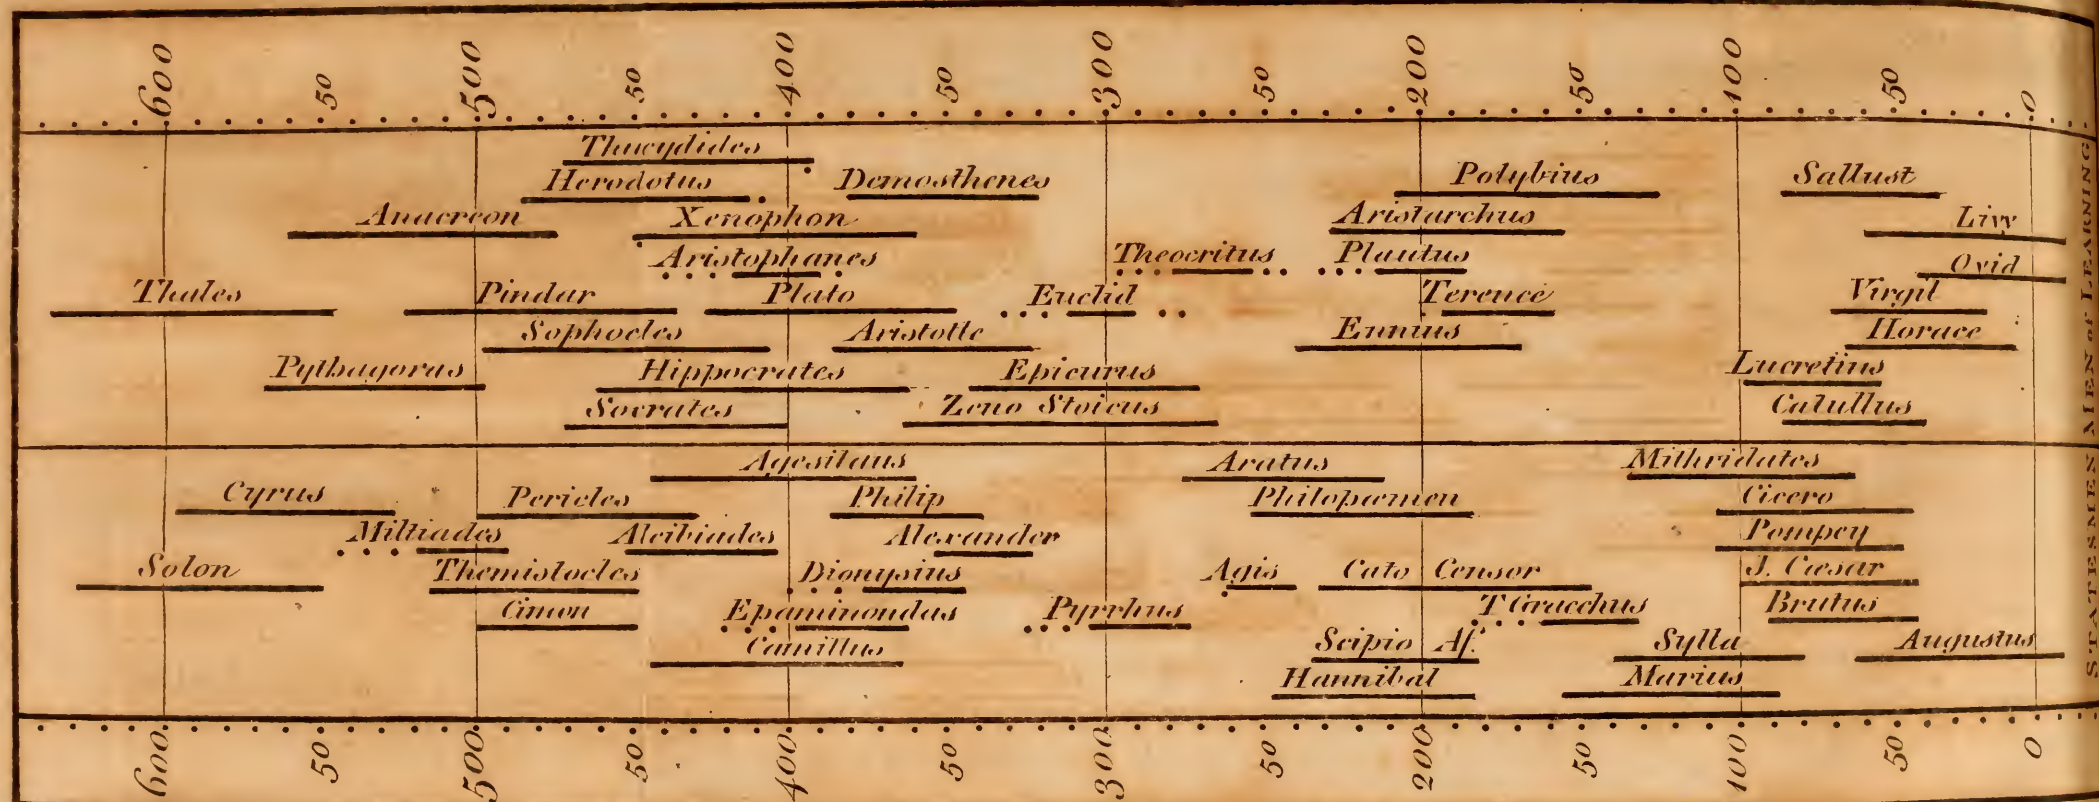 600 50 500 50 400 50 300 50 200 50 100 50 0
Thucydides
Herodotus Demosthenes Polybius Sallust
Anacreon Xenophon Aristarchus Livy
Aristophanes Theocritus Plautus Ovid
Thales Pindar Plato Euclid Terence Virgil
Sophocles Aristotle Ennius Horace
Pythagoras Hippocrates Epicurus Lucretius
Socrates Zeno Stoicus Catullus
MEN of LEARNING
Agesilaus Aratus Mithridates
Cyrus Pericles Philip Philopœmen Cicero
Miltiades Alcibiades Alexander Pompey
Solon Themistocles Dionysius Agis Cato Censor J. Cæsar
Cimon Epaminondas Pyrrhus T Gracchus Brutus
Camillus Scipio Af. Sylla Augustus
Hannibal Marius
STATESMEN
600 50 500 50 400 50 300 50 200 50 100 50 0